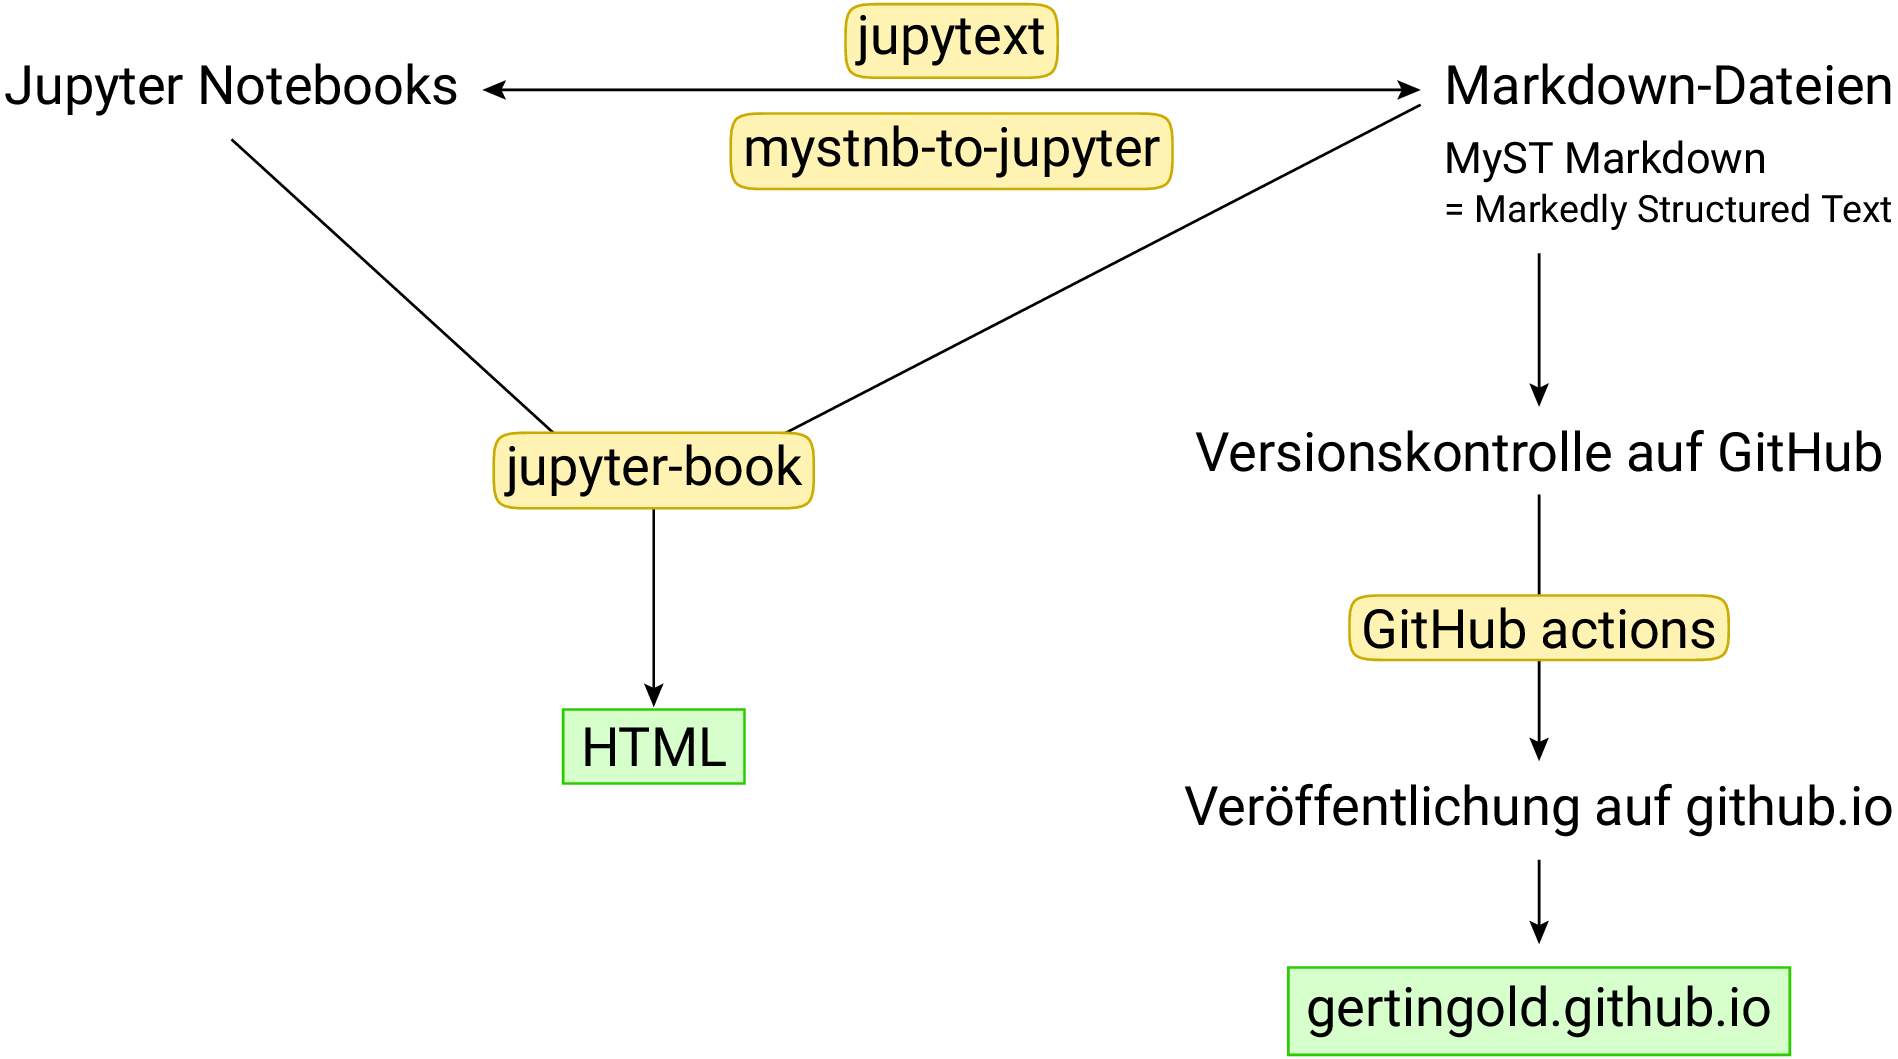 jupytext
Jupyter Notebooks
Markdown-Dateien
mystnb-to-jupyter
MyST Markdown
= Markedly Structured Text
Versionskontrolle auf GitHub
jupyter-book
GitHub actions
HTML
Veröffentlichung auf github.io
gertingold.github.io